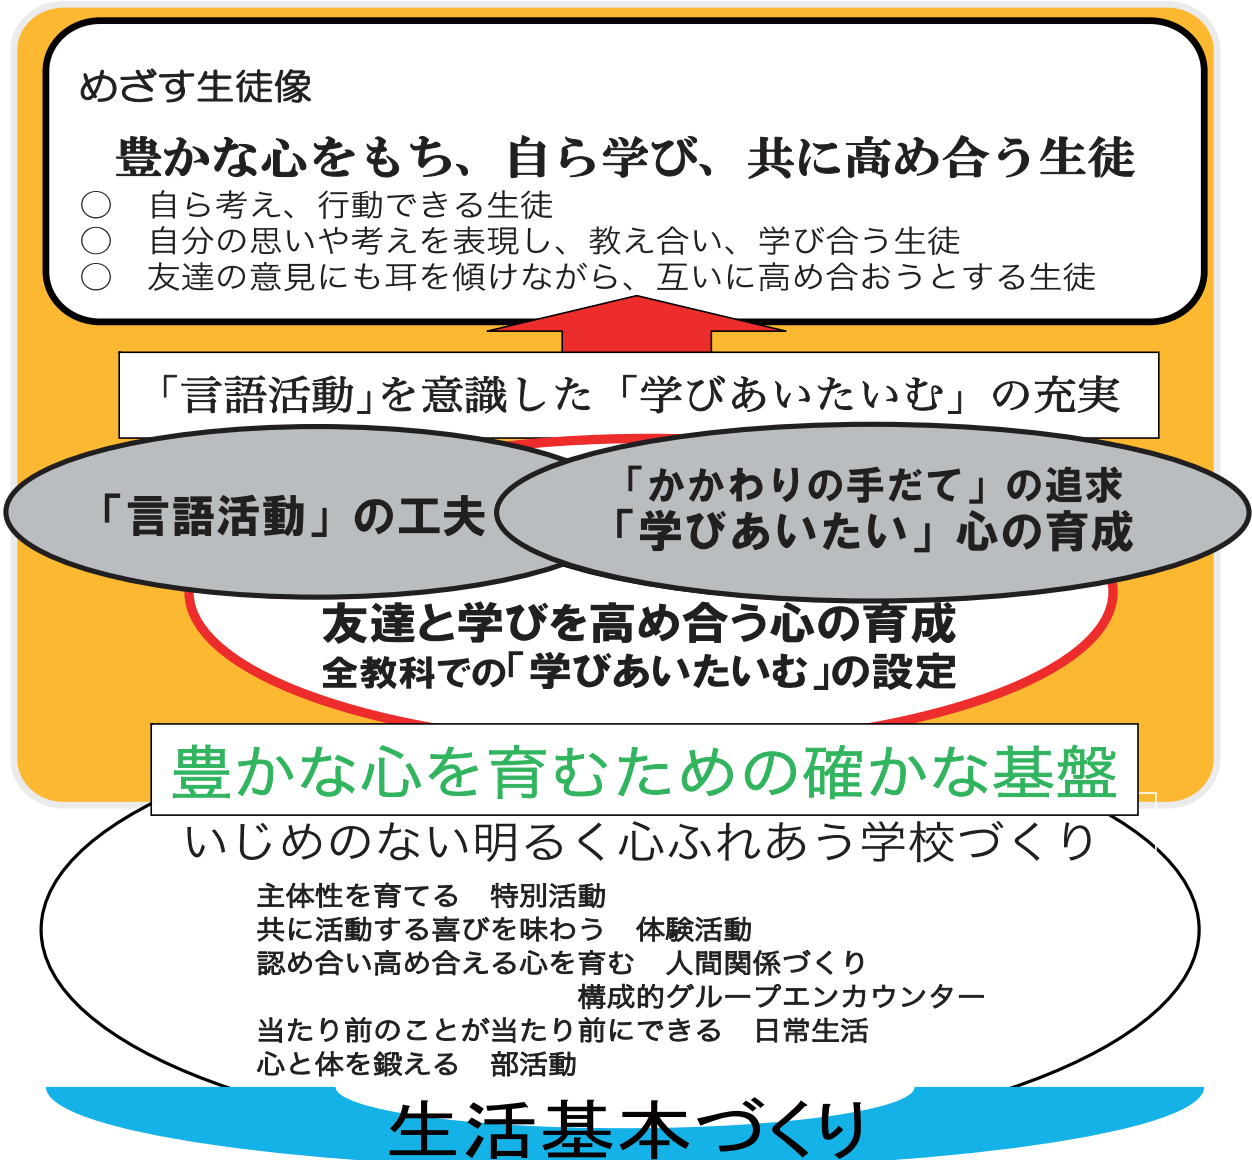 めざす生徒像
豊かな心をもち、自ら学び、共に高め合う生徒
○　自ら考え、行動できる生徒
○　自分の思いや考えを表現し、教え合い、学び合う生徒
○　友達の意見にも耳を傾けながら、互いに高め合おうとする生徒
「言語活動」を意識した「学びあいたいむ」の充実
「言語活動」の工夫
「かかわりの手だて」の追求
「学びあいたい」心の育成
友達と学びを高め合う心の育成
全教科での「学びあいたいむ」の設定
豊かな心を育むための確かな基盤
いじめのない明るく心ふれあう学校づくり
主体性を育てる　特別活動
共に活動する喜びを味わう　体験活動
認め合い高め合える心を育む　人間関係づくり
構成的グループエンカウンター
当たり前のことが当たり前にできる　日常生活
心と体を鍛える　部活動
生活基本づくり